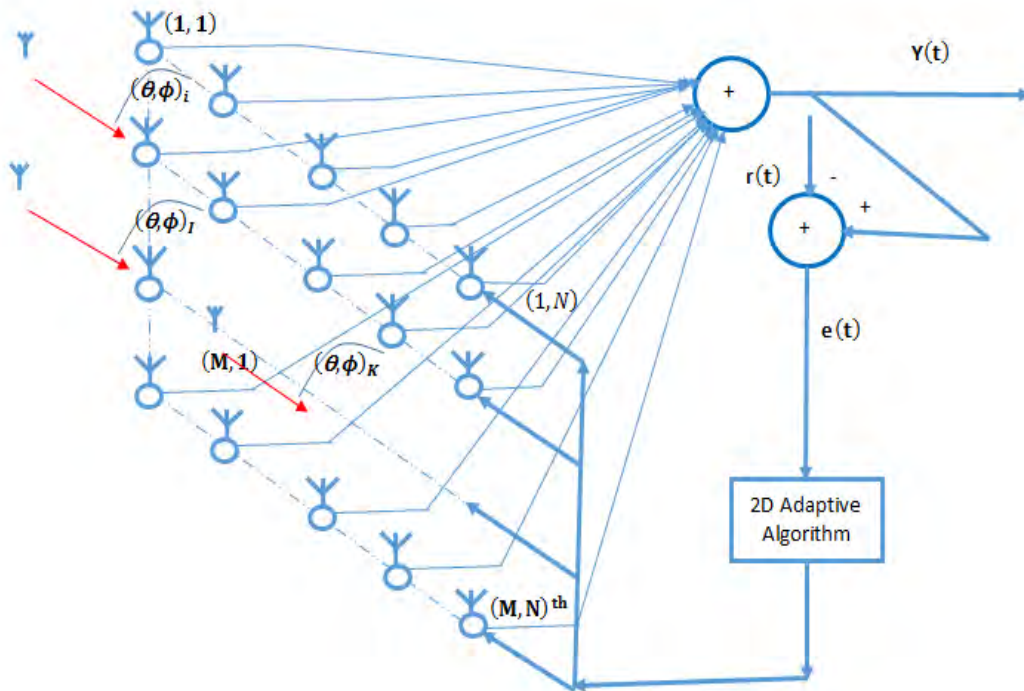 (1, 1)
Y(t)
(θ,ϕ)i
+
r(t)
-
+
(θ,ϕ)I
+
(1, N)
e(t)
(M, 1)
(θ,ϕ)K
2D Adaptive
Algorithm
(M, N) th